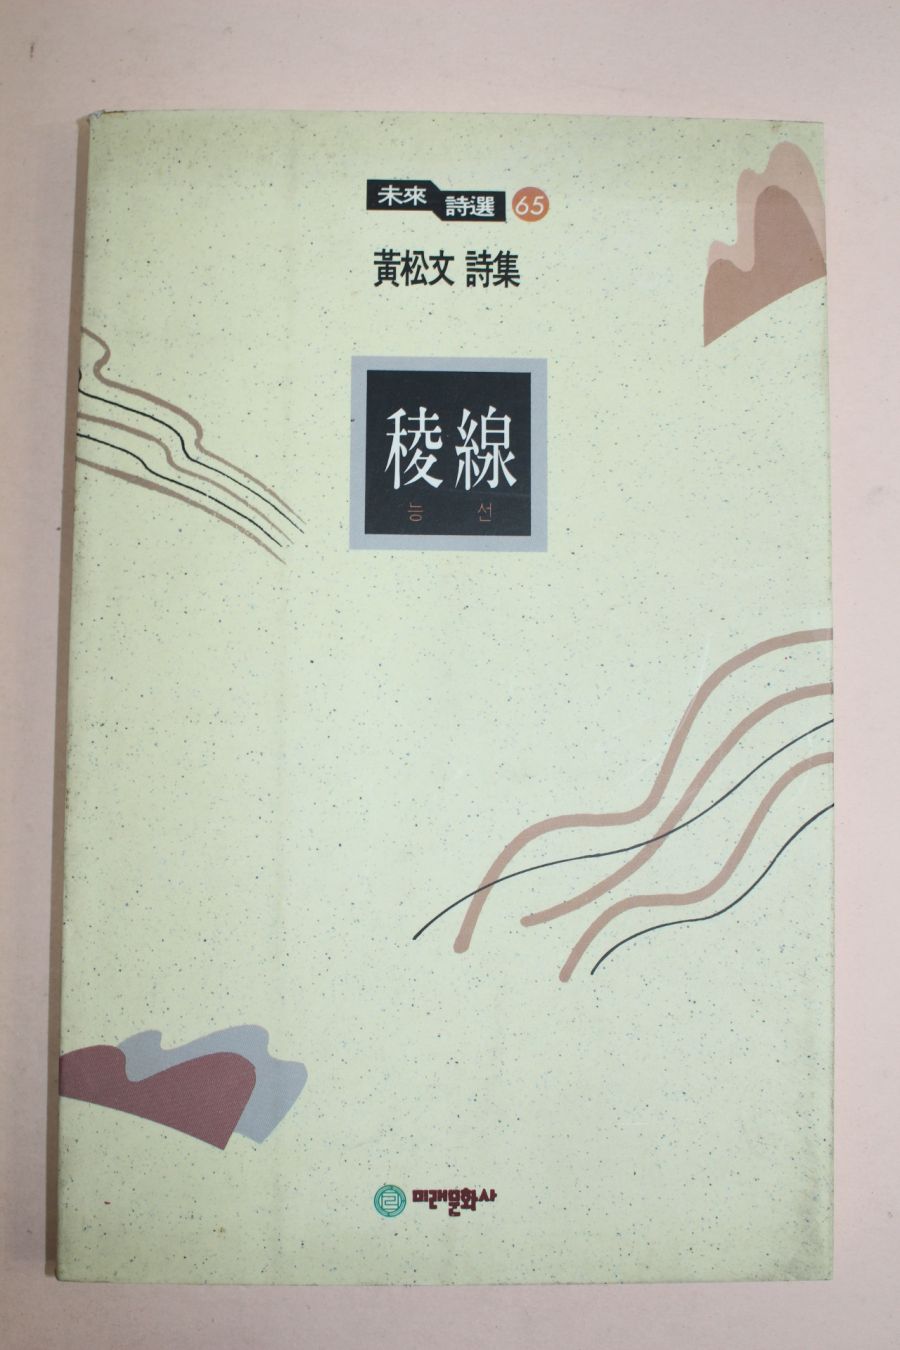 未來 詩選 65
黃松文 詩集
稜線
능선
미래문화사